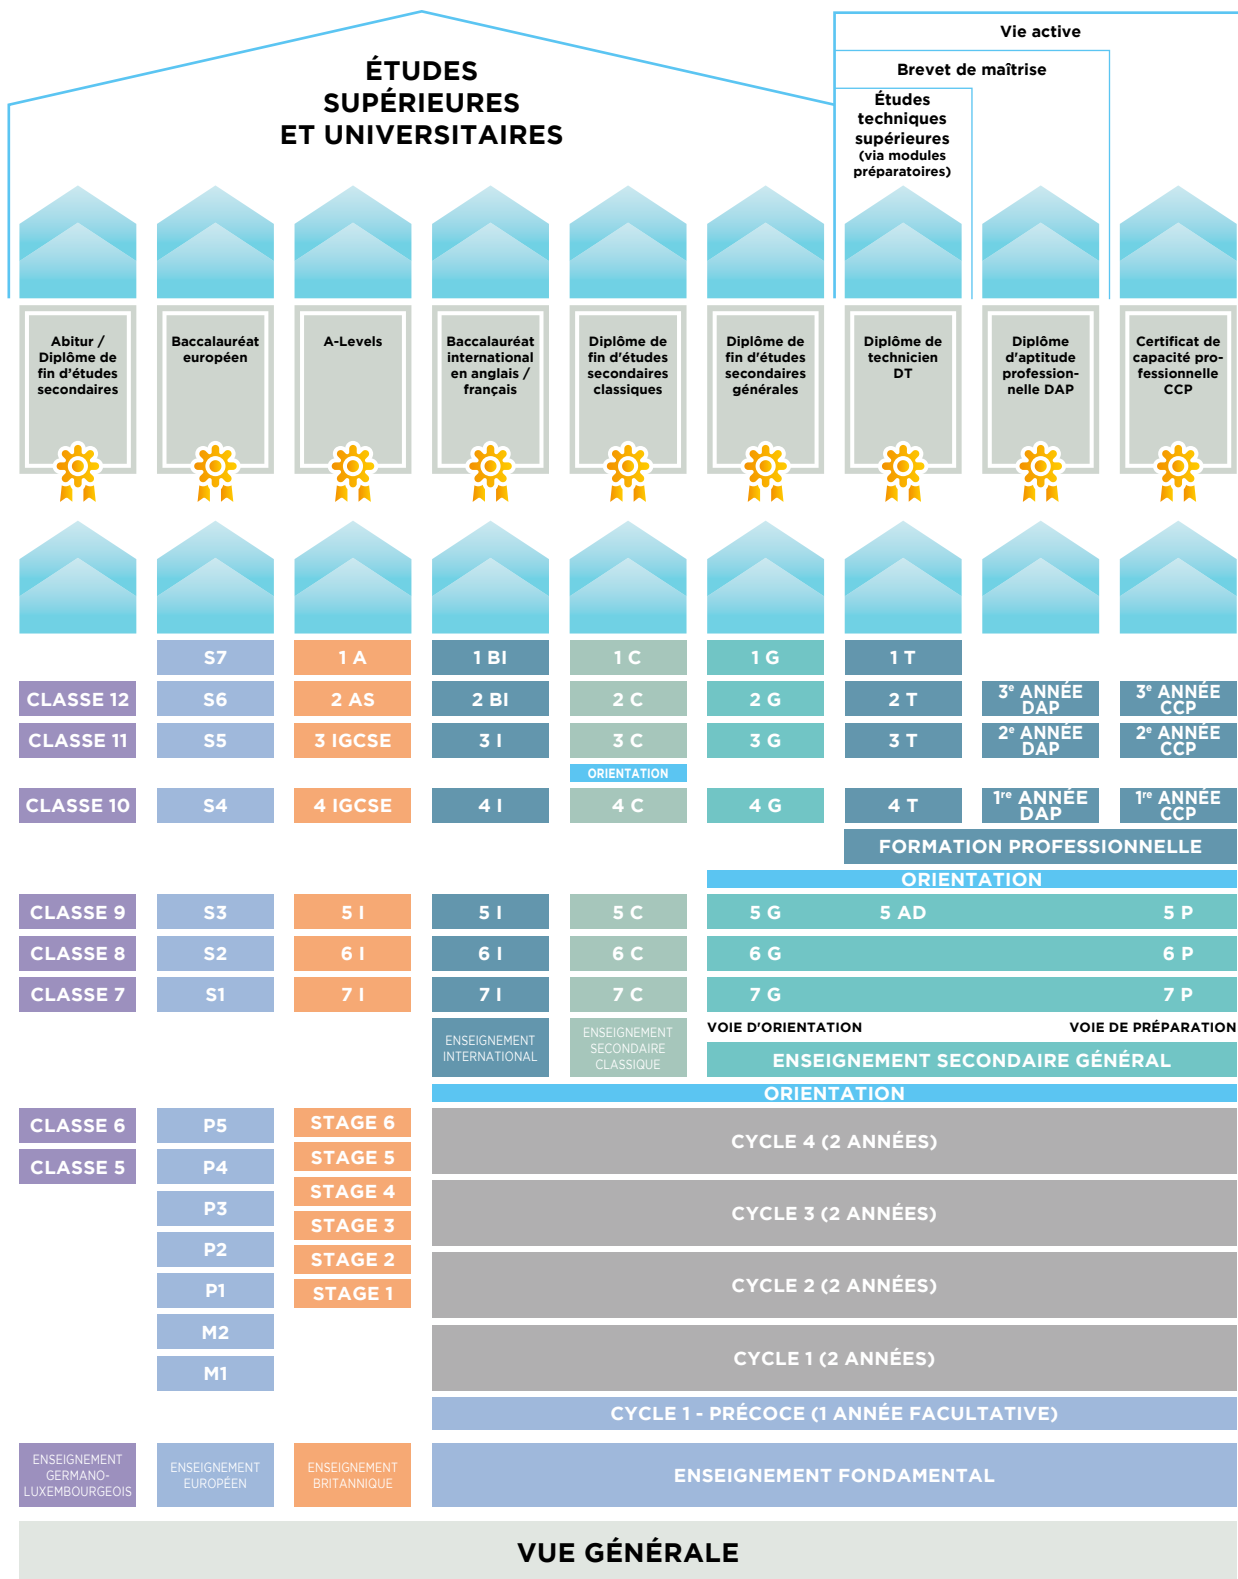 Vie active
Brevet de maîtrise
ÉTUDES
SUPÉRIEURES
ET UNIVERSITAIRES
Études
techniques
supérieures
(via modules
préparatoires)
Abitur /
Diplôme de
fin d'études
secondaires
Baccalauréat
européen
A-Levels
Baccalauréat
international
en anglais /
français
Diplôme de
fin d'études
secondaires
classiques
Diplôme de
fin d'études
secondaires
générales
Diplôme de
technicien
DT
Diplôme
d'aptitude
profession-
nelle DAP
Certificat de
capacité pro-
fessionnelle
CCP
S7 1 A 1 BI 1 C 1 G 1 T
CLASSE 12 S6 2 AS 2 BI 2 C 2 G 2 T 3e ANNÉE DAP 3e ANNÉE CCP
CLASSE 11 S5 3 IGCSE 3 I 3 C 3 G 3 T 2e ANNÉE DAP 2e ANNÉE CCP
ORIENTATION
CLASSE 10 S4 4 IGCSE 4 I 4 C 4 G 4 T 1re ANNÉE DAP 1re ANNÉE CCP
FORMATION PROFESSIONNELLE
ORIENTATION
CLASSE 9 S3 5 I 5 I 5 C 5 G 5 AD 5 P
CLASSE 8 S2 6 I 6 I 6 C 6 G 6 P
CLASSE 7 S1 7 I 7 I 7 C 7 G 7 P
ENSEIGNEMENT
INTERNATIONAL
ENSEIGNEMENT
SECONDAIRE
CLASSIQUE
VOIE D'ORIENTATION VOIE DE PRÉPARATION
ENSEIGNEMENT SECONDAIRE GÉNÉRAL
ORIENTATION
CLASSE 6
CLASSE 5
P5
P4
P3
P2
P1
M2
M1
STAGE 6
STAGE 5
STAGE 4
STAGE 3
STAGE 2
STAGE 1
CYCLE 4 (2 ANNÉES)
CYCLE 3 (2 ANNÉES)
CYCLE 2 (2 ANNÉES)
CYCLE 1 (2 ANNÉES)
CYCLE 1 - PRÉCOCE (1 ANNÉE FACULTATIVE)
ENSEIGNEMENT
GERMANO-
LUXEMBOURGEOIS
ENSEIGNEMENT
EUROPÉEN
ENSEIGNEMENT
BRITANNIQUE
ENSEIGNEMENT FONDAMENTAL
VUE GÉNÉRALE